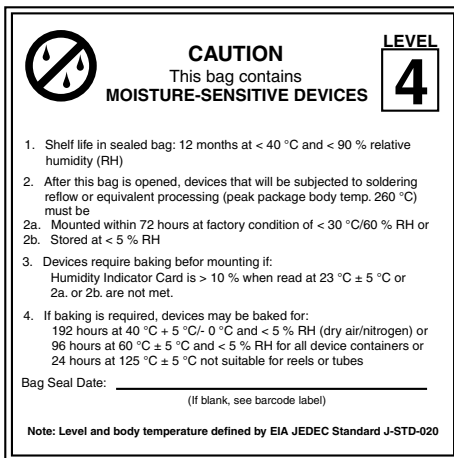 CAUTION
This bag contains
MOISTURE-SENSITIVE DEVICES
LEVEL
4
1. Shelf life in sealed bag: 12 months at < 40 °C and < 90 % relative
humidity (RH)
2. After this bag is opened, devices that will be subjected to soldering
reflow or equivalent processing (peak package body temp. 260 °C)
must be
2a. Mounted within 72 hours at factory condition of < 30 °C/60 % RH or
2b. Stored at < 5 % RH
3. Devices require baking befor mounting if:
Humidity Indicator Card is > 10 % when read at 23 °C ± 5 °C or
2a. or 2b. are not met.
4. If baking is required, devices may be baked for:
192 hours at 40 °C + 5 °C/- 0 °C and < 5 % RH (dry air/nitrogen) or
96 hours at 60 °C ± 5 °C and < 5 % RH for all device containers or
24 hours at 125 °C ± 5 °C not suitable for reels or tubes
Bag Seal Date:
(If blank, see barcode label)
Note: Level and body temperature defined by EIA JEDEC Standard J-STD-020